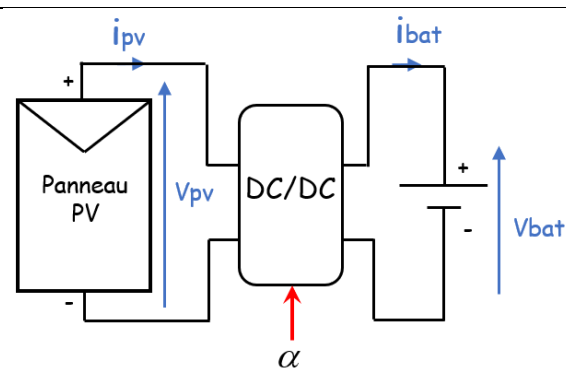 ipv
ibat
+
Panneau
PV
Vpv
DC/DC
+
-
Vbat
-
α